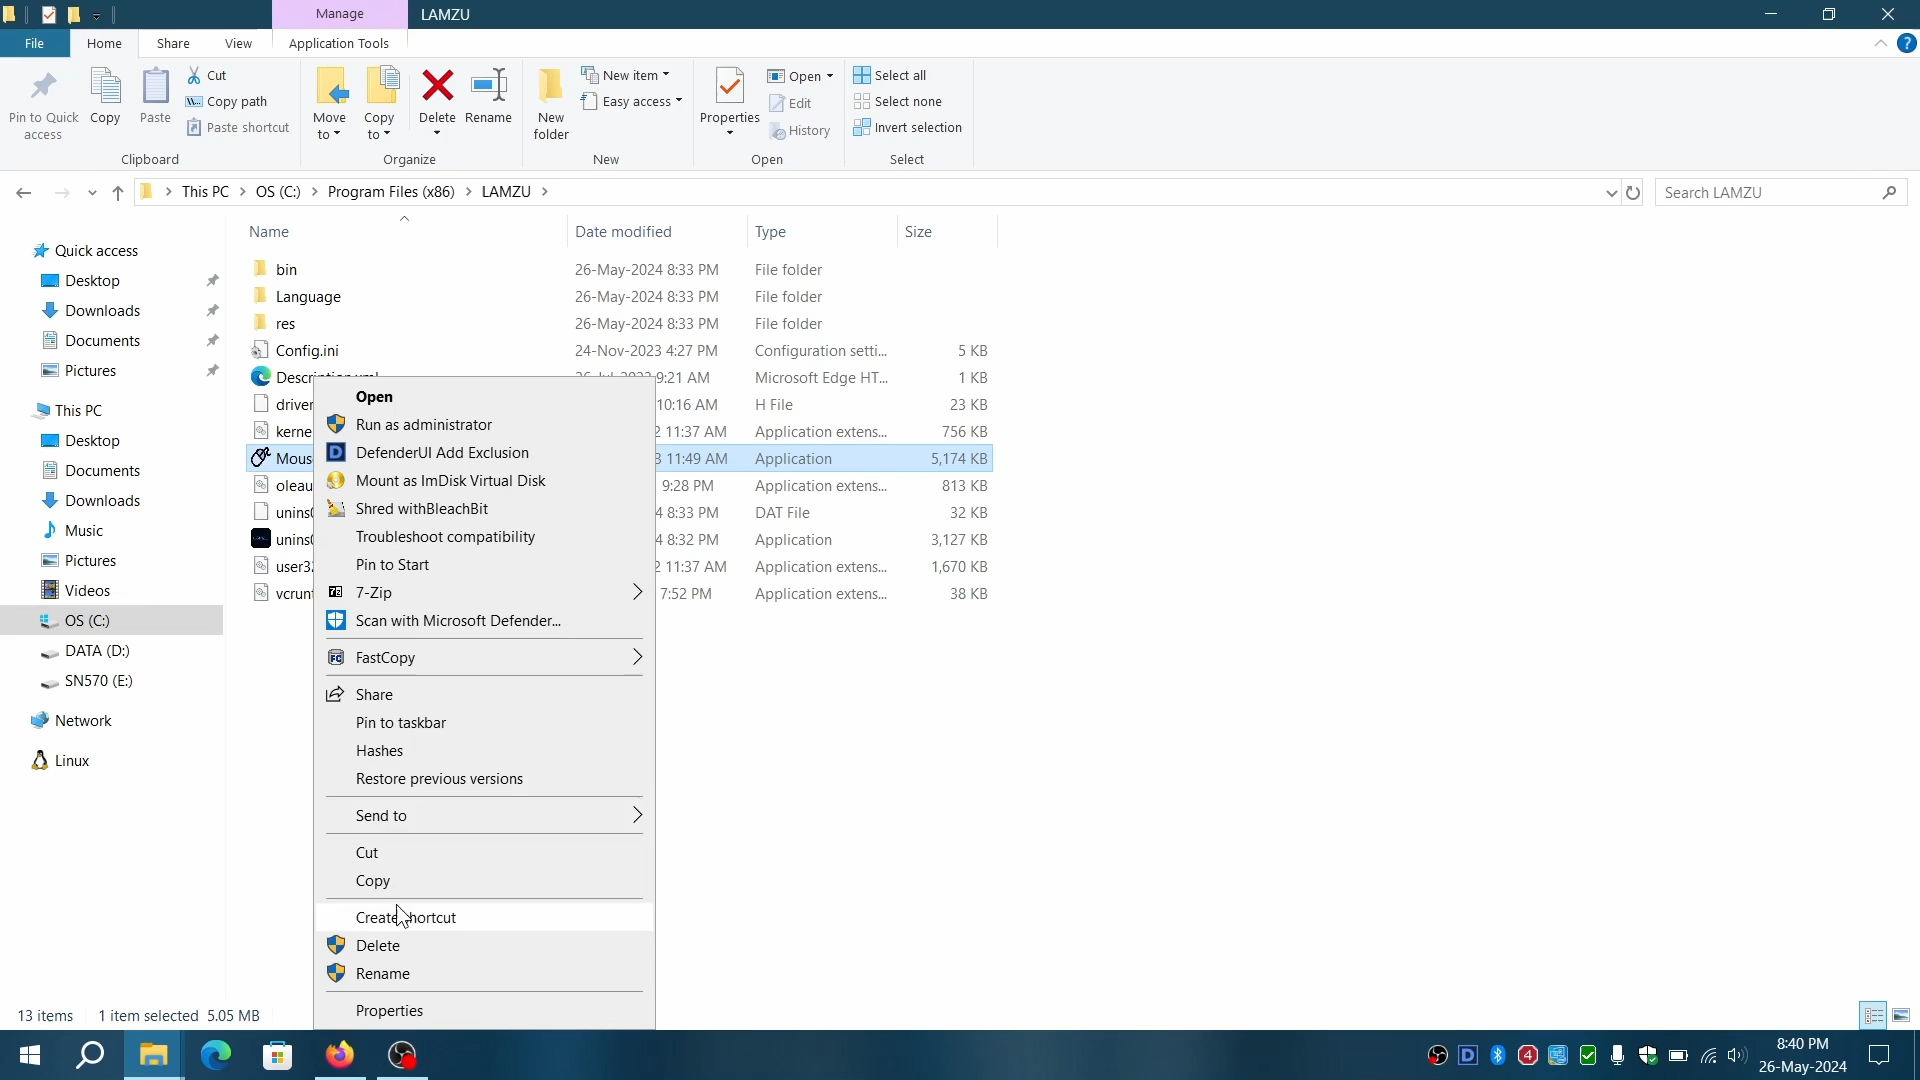 Manage
LAMZU
File
Home
Share
View
Application Tools
Pin to Quick access
Copy
Paste
Cut
Copy path
Paste shortcut
Clipboard
Move to
Copy to
Delete
Rename
Organize
New folder
New item
Easy access
New
Properties
Open
Edit
History
Open
Select all
Select none
Invert selection
Select
This PC > OS (C:) > Program Files (x86) > LAMZU >
Search LAMZU
Name Date modified Type Size
bin 26-May-2024 8:33 PM File folder
Language 26-May-2024 8:33 PM File folder
res 26-May-2024 8:33 PM File folder
Config.ini 24-Nov-2023 4:27 PM Configuration setti... 5 KB
9:21 AM Microsoft Edge HT... 1 KB
driver 10:16 AM H File 23 KB
kerne 2 11:37 AM Application extens... 756 KB
Mous 3 11:49 AM Application 5,174 KB
oleau 9:28 PM Application extens... 813 KB
unins0 4 8:33 PM DAT File 32 KB
unins0 4 8:32 PM Application 3,127 KB
user32 2 11:37 AM Application extens... 1,670 KB
vcrunt 7:52 PM Application extens... 38 KB
Quick access
Desktop
Downloads
Documents
Pictures
This PC
Desktop
Documents
Downloads
Music
Pictures
Videos
OS (C:)
DATA (D:)
SN570 (E:)
Network
Linux
Open
Run as administrator
DefenderUI Add Exclusion
Mount as ImDisk Virtual Disk
Shred withBleachBit
Troubleshoot compatibility
Pin to Start
7-Zip
Scan with Microsoft Defender...
FastCopy
Share
Pin to taskbar
Hashes
Restore previous versions
Send to
Cut
Copy
Create shortcut
Delete
Rename
Properties
13 items 1 item selected 5.05 MB
8:40 PM
26-May-2024